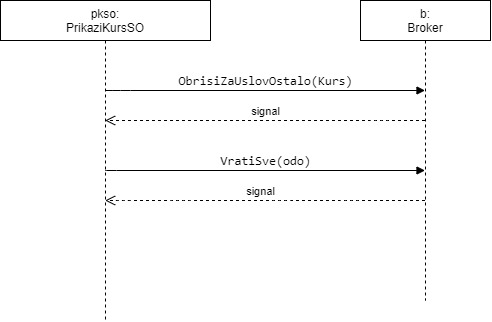 pkso:
PrikaziKursSO
b:
Broker
ObrisiZaUslovOstalo(Kurs)
signal
VratiSve(odo)
signal